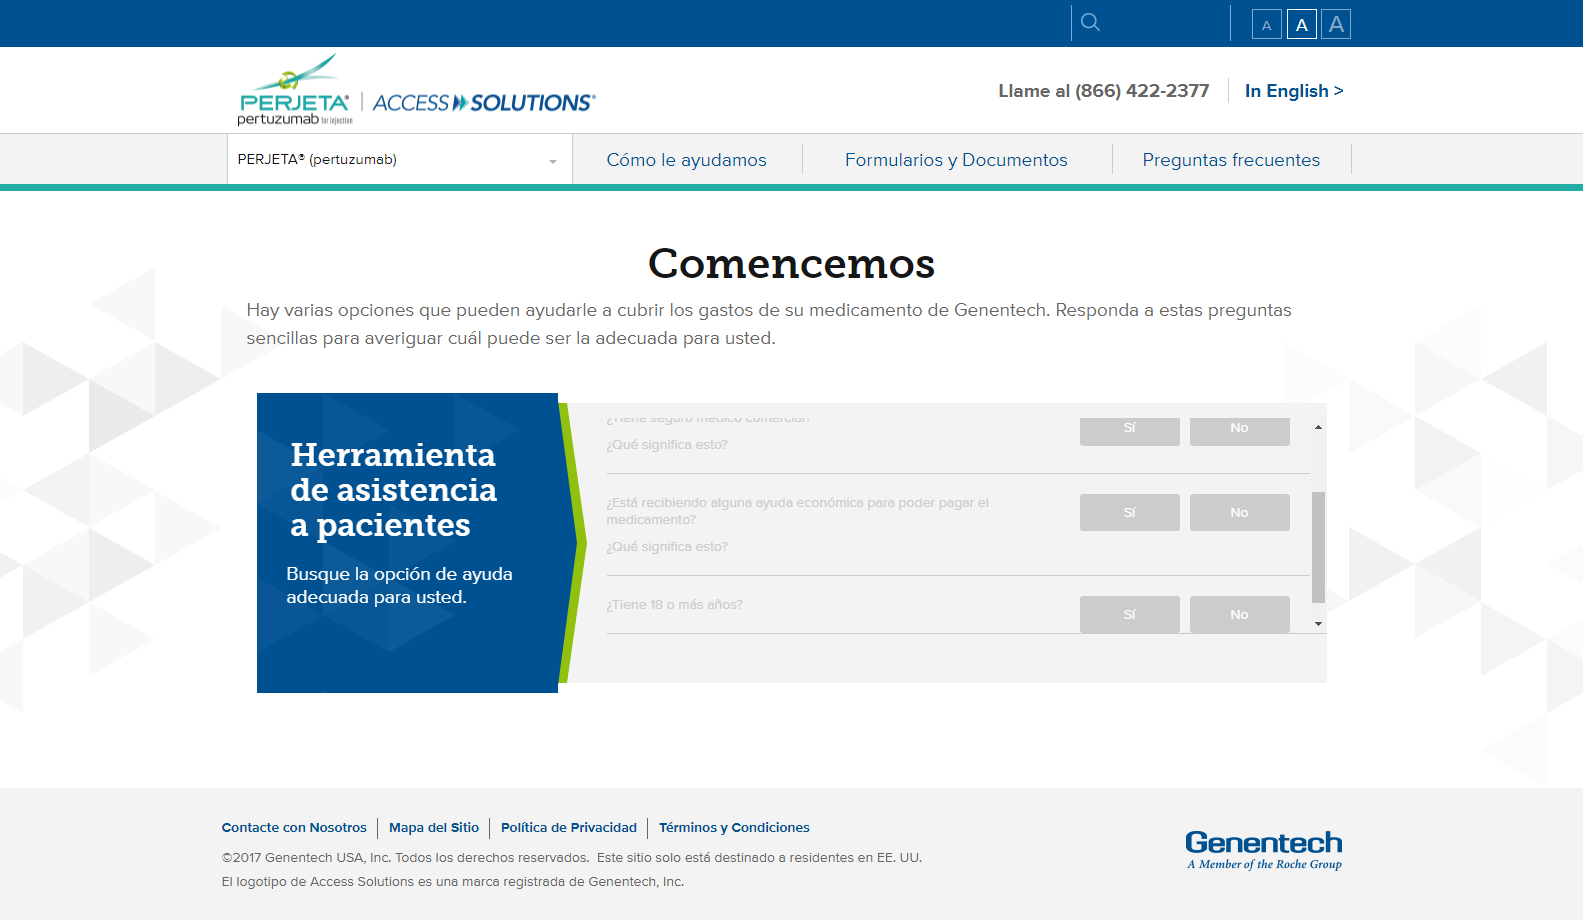 A A A
PERJETA®
pertuzumab for injection
ACCESS SOLUTIONS®
Llame al (866) 422-2377
In English >
PERJETA® (pertuzumab)
Cómo le ayudamos
Formularios y Documentos
Preguntas frecuentes
Comencemos
Hay varias opciones que pueden ayudarle a cubrir los gastos de su medicamento de Genentech. Responda a estas preguntas
sencillas para averiguar cuál puede ser la adecuada para usted.
Herramienta
de asistencia
a pacientes
Busque la opción de ayuda
adecuada para usted.
¿Tiene seguro médico comercial?
Sí No
¿Qué significa esto?
¿Está recibiendo alguna ayuda económica para poder pagar el
medicamento?
Sí No
¿Qué significa esto?
¿Tiene 18 o más años?
Sí No
Contacte con Nosotros
Mapa del Sitio
Política de Privacidad
Términos y Condiciones
©2017 Genentech USA, Inc. Todos los derechos reservados. Este sitio solo está destinado a residentes en EE. UU.
El logotipo de Access Solutions es una marca registrada de Genentech, Inc.
Genentech
A Member of the Roche Group